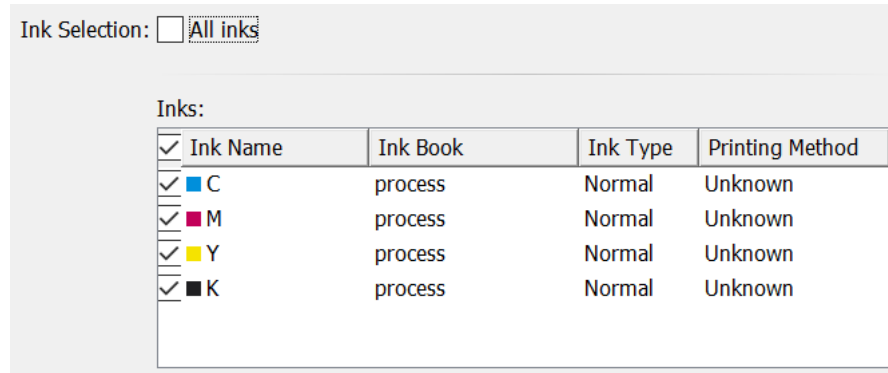 Ink Selection: All inks
Inks:
Ink Name Ink Book Ink Type Printing Method
C process Normal Unknown
M process Normal Unknown
Y process Normal Unknown
K process Normal Unknown